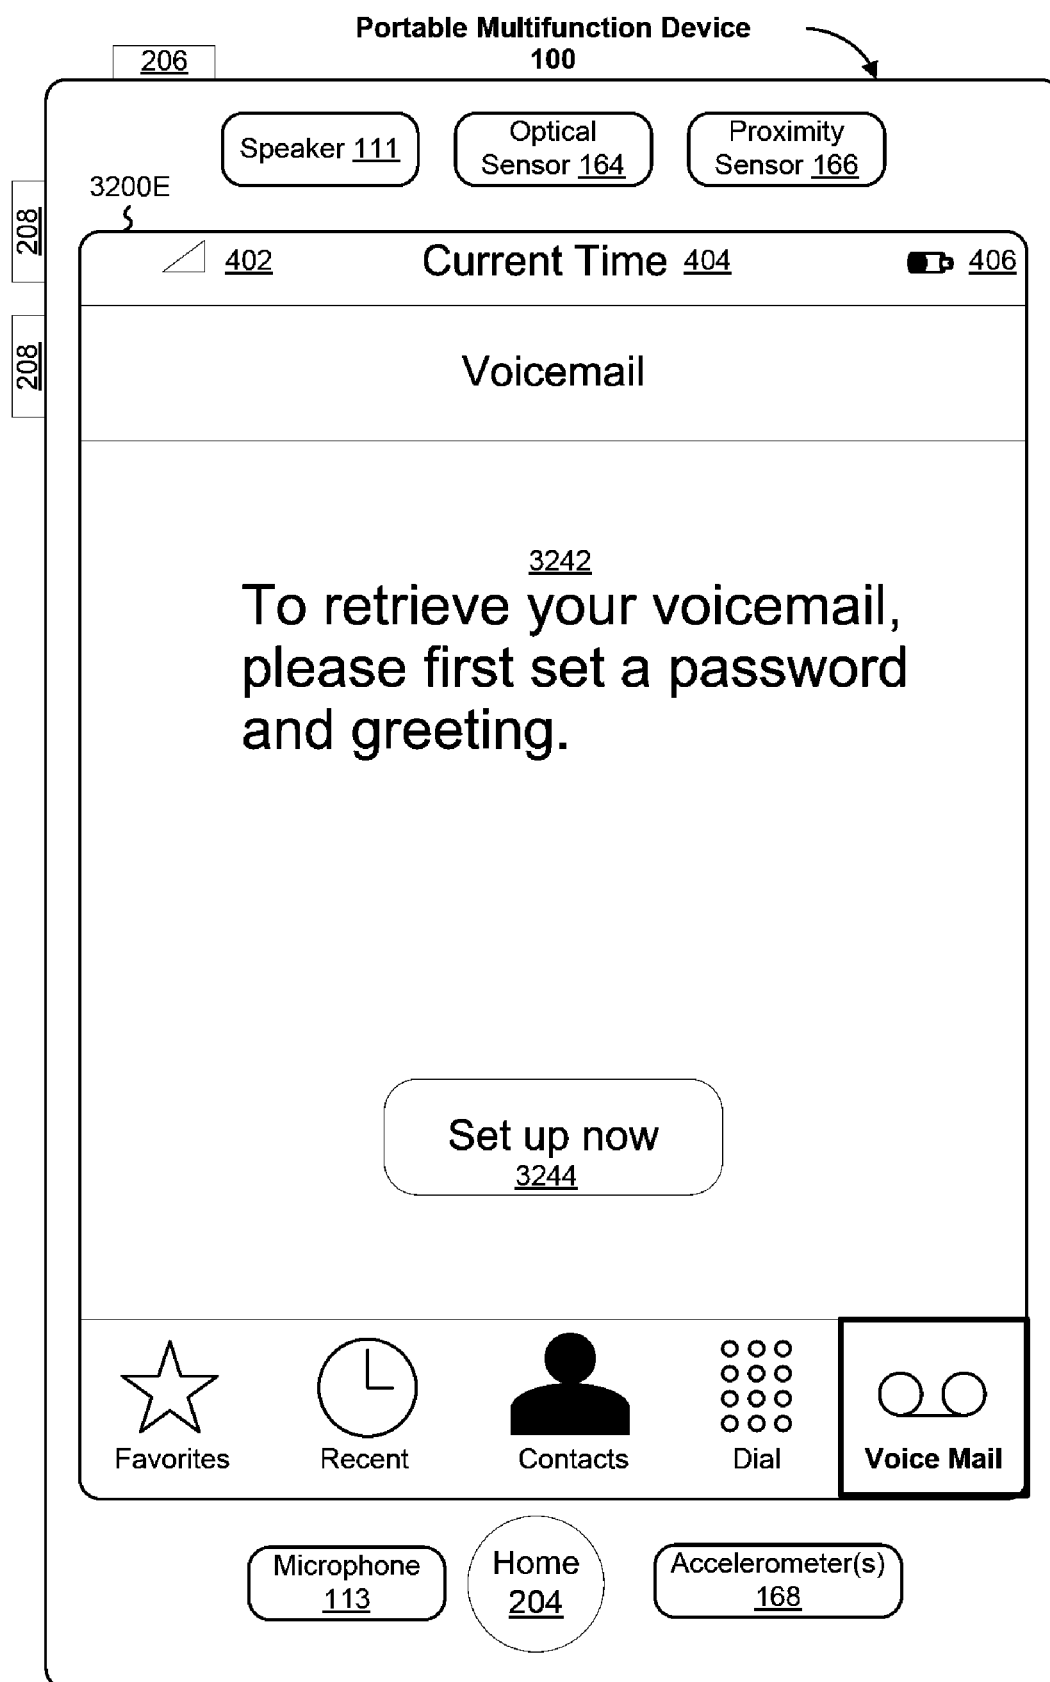 Portable Multifunction Device
100
206
Speaker 111
Optical
Sensor 164
Proximity
Sensor 166
3200E
208
208
402
Current Time 404
406
Voicemail
3242
To retrieve your voicemail,
please first set a password
and greeting.
Set up now
3244
Favorites
Recent
Contacts
Dial
Voice Mail
Microphone
113
Home
204
Accelerometer(s)
168